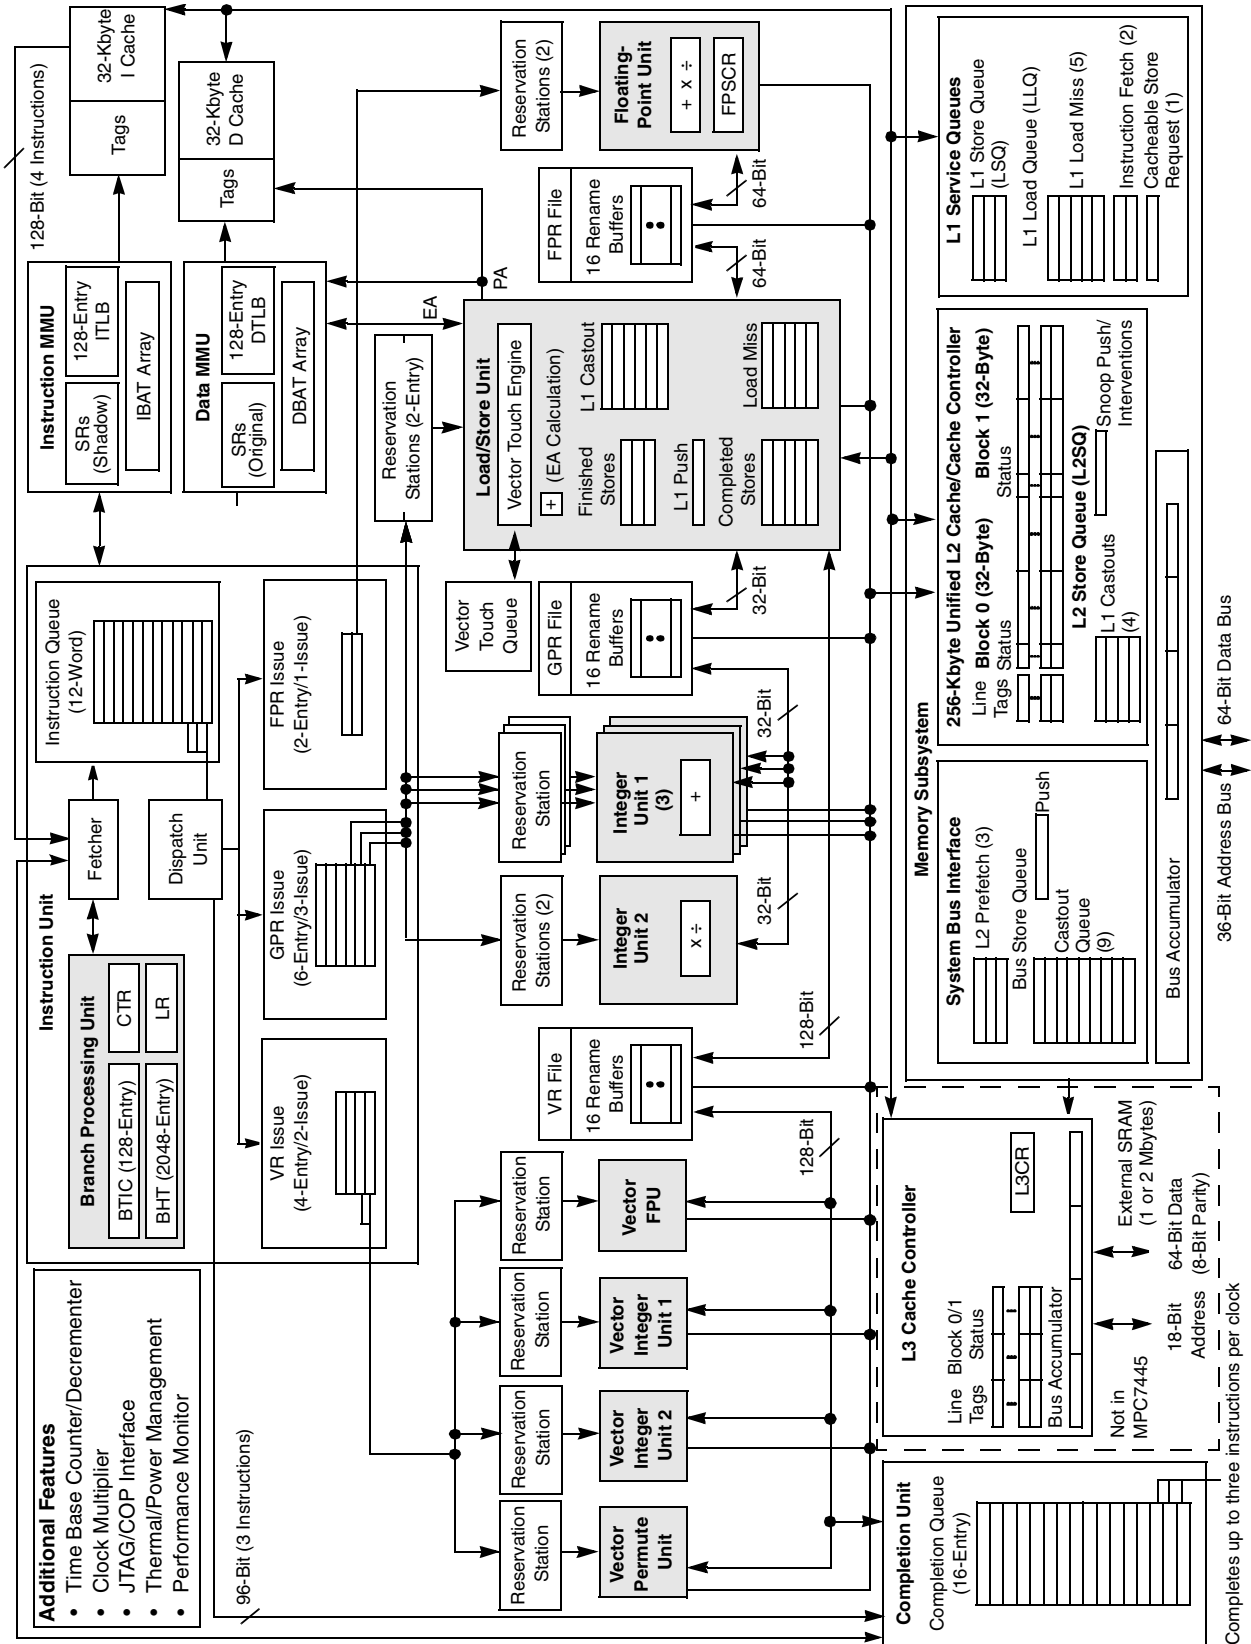 Additional Features
• Time Base Counter/Decrementer
• Clock Multiplier
• JTAG/COP Interface
• Thermal/Power Management
• Performance Monitor
96-Bit (3 Instructions)
Instruction Unit
Branch Processing Unit
BTIC (128-Entry)
CTR
BHT (2048-Entry)
LR
Fetcher
Dispatch
Unit
Instruction Queue
(12-Word)
VR Issue
(4-Entry/2-Issue)
GPR Issue
(6-Entry/3-Issue)
FPR Issue
(2-Entry/1-Issue)
128-Bit (4 Instructions)
Instruction MMU
SRs
(Shadow)
128-Entry
ITLB
IBAT Array
Tags
32-Kbyte
I Cache
Data MMU
SRs
(Original)
128-Entry
DTLB
DBAT Array
Tags
32-Kbyte
D Cache
EA
PA
Reservation
Stations (2-Entry)
Reservation
Station
Reservation
Station
Reservation
Station
Reservation
Station
Reservation
Stations (2)
Reservation
Station
Vector
Touch
Queue
Reservation
Stations (2)
Vector
Permute
Unit
Vector
Integer
Unit 2
Vector
Integer
Unit 1
Vector
FPU
VR File
16 Rename
Buffers
128-Bit
128-Bit
Integer
Unit 2
x ÷
Integer
Unit 1
(3)
+
32-Bit
32-Bit
GPR File
16 Rename
Buffers
32-Bit
Load/Store Unit
Vector Touch Engine
+
(EA Calculation)
Finished
Stores
L1 Castout
L1 Push
Completed
Stores
Load Miss
FPR File
16 Rename
Buffers
64-Bit
64-Bit
Floating-
Point Unit
+ x ÷
FPSCR
Completion Unit
Completion Queue
(16-Entry)
Completes up to three instructions per clock
L3 Cache Controller
Line
Tags
Block 0/1
Status
L3CR
Bus Accumulator
Not in
MPC7445
18-Bit
Address
64-Bit Data
(8-Bit Parity)
External SRAM
(1 or 2 Mbytes)
Memory Subsystem
System Bus Interface
L2 Prefetch (3)
Bus Store Queue
Castout
Queue
(9)
Push
Bus Accumulator
256-Kbyte Unified L2 Cache/Cache Controller
Line
Tags
Block 0 (32-Byte)
Status
Block 1 (32-Byte)
Status
L2 Store Queue (L2SQ)
L1 Castouts
(4)
Snoop Push/
Interventions
L1 Service Queues
L1 Store Queue
(LSQ)
L1 Load Queue (LLQ)
L1 Load Miss (5)
Instruction Fetch (2)
Cacheable Store
Request (1)
36-Bit Address Bus
64-Bit Data Bus